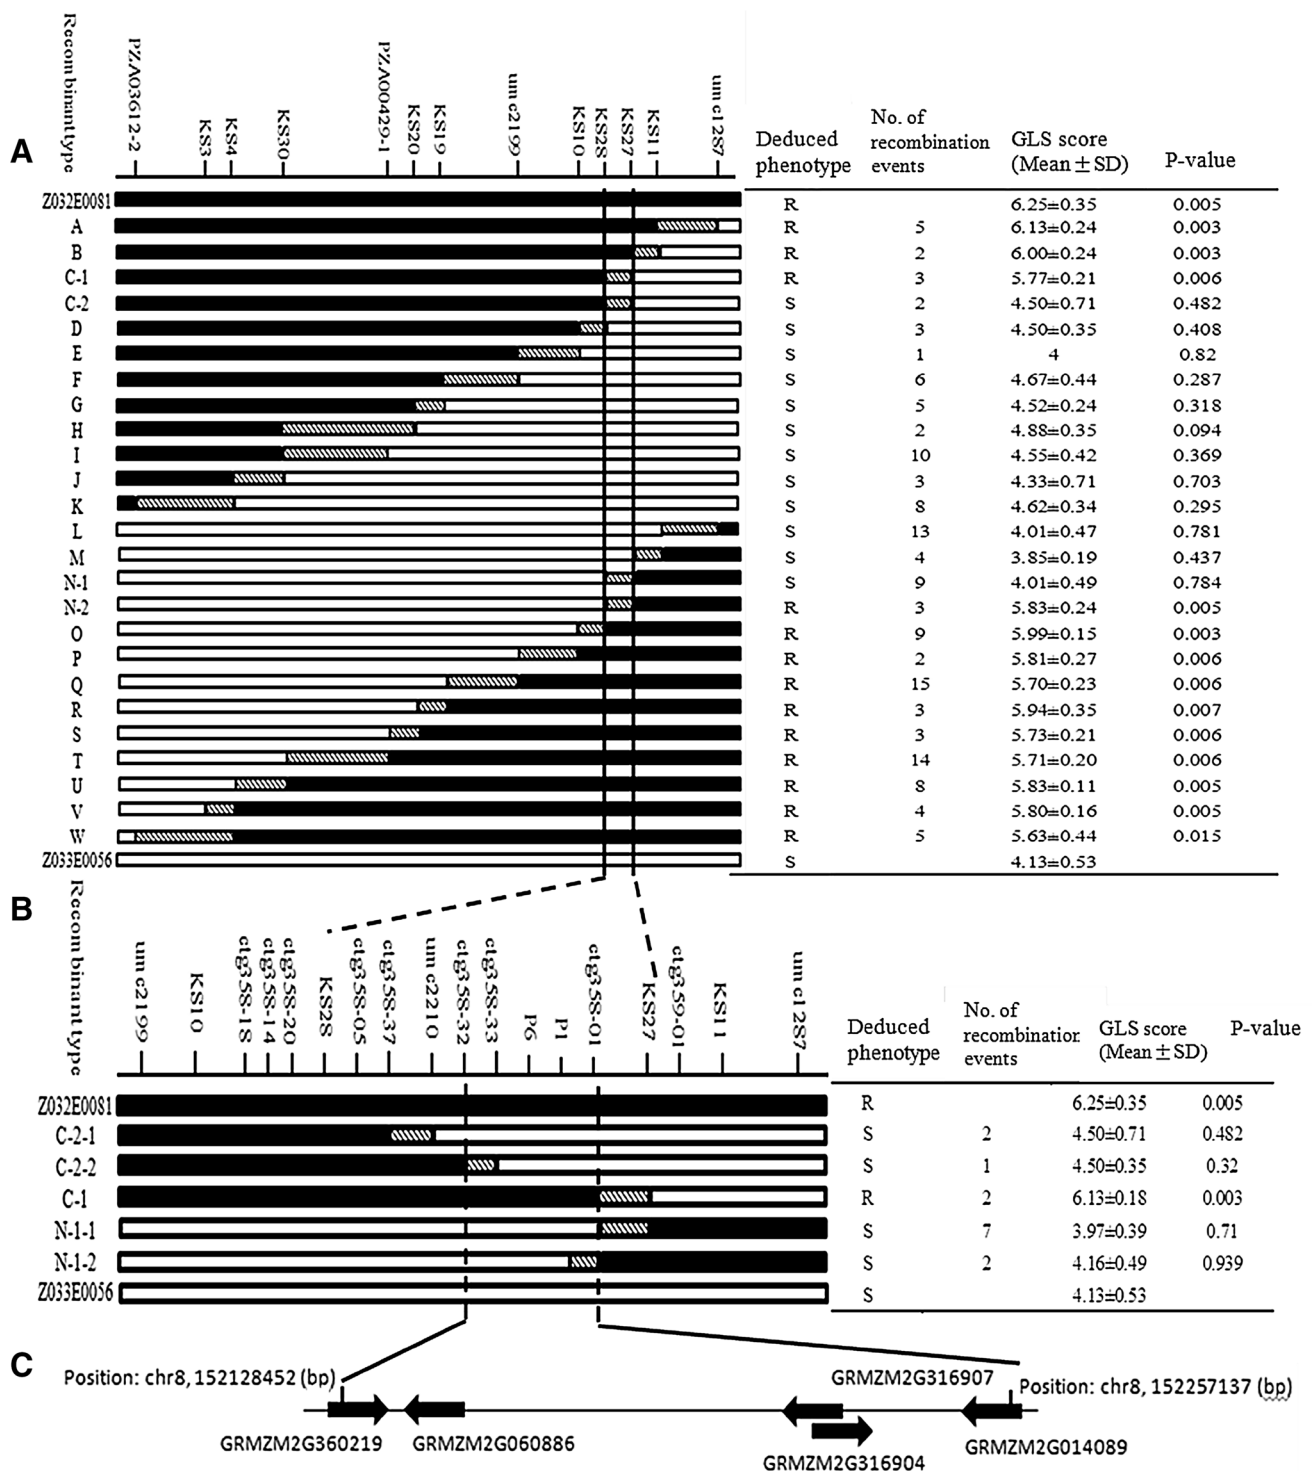 A
Recombinant type
PZA03612-2 KS3 KS4 KS30 PZA00429-1 KS20 KS19 umc2199 KS10 KS28 KS27 KS11 umc1287
Deduced phenotype
No. of recombination events
GLS score (Mean ± SD)
P-value
Z032E0081 R 6.25±0.35 0.005
A R 5 6.13±0.24 0.003
B R 2 6.00±0.24 0.003
C-1 R 3 5.77±0.21 0.006
C-2 S 2 4.50±0.71 0.482
D S 3 4.50±0.35 0.408
E S 1 4 0.82
F S 6 4.67±0.44 0.287
G S 5 4.52±0.24 0.318
H S 2 4.88±0.35 0.094
I S 10 4.55±0.42 0.369
J S 3 4.33±0.71 0.703
K S 8 4.62±0.34 0.295
L S 13 4.01±0.47 0.781
M S 4 3.85±0.19 0.437
N-1 S 9 4.01±0.49 0.784
N-2 R 3 5.83±0.24 0.005
O R 9 5.99±0.15 0.003
P R 2 5.81±0.27 0.006
Q R 15 5.70±0.23 0.006
R R 3 5.94±0.35 0.007
S R 3 5.73±0.21 0.006
T R 14 5.71±0.20 0.006
U R 8 5.83±0.11 0.005
V R 4 5.80±0.16 0.005
W R 5 5.63±0.44 0.015
Z033E0056 S 4.13±0.53
B
Recombinant type
umc2199 KS10 ctg358-18 ctg358-14 ctg358-20 KS28 ctg358-05 ctg358-37 umc2210 ctg358-32 ctg358-33 P6 P1 ctg358-01 KS27 ctg359-01 KS11 umc1287
Deduced phenotype
No. of recombination events
GLS score (Mean ± SD)
P-value
Z032E0081 R 6.25±0.35 0.005
C-2-1 S 2 4.50±0.71 0.482
C-2-2 S 1 4.50±0.35 0.32
C-1 R 2 6.13±0.18 0.003
N-1-1 S 7 3.97±0.39 0.71
N-1-2 S 2 4.16±0.49 0.939
Z033E0056 S 4.13±0.53
C
Position: chr8, 152128452 (bp)
GRMZM2G316907
Position: chr8, 152257137 (bp)
GRMZM2G360219 GRMZM2G060886 GRMZM2G316904 GRMZM2G014089